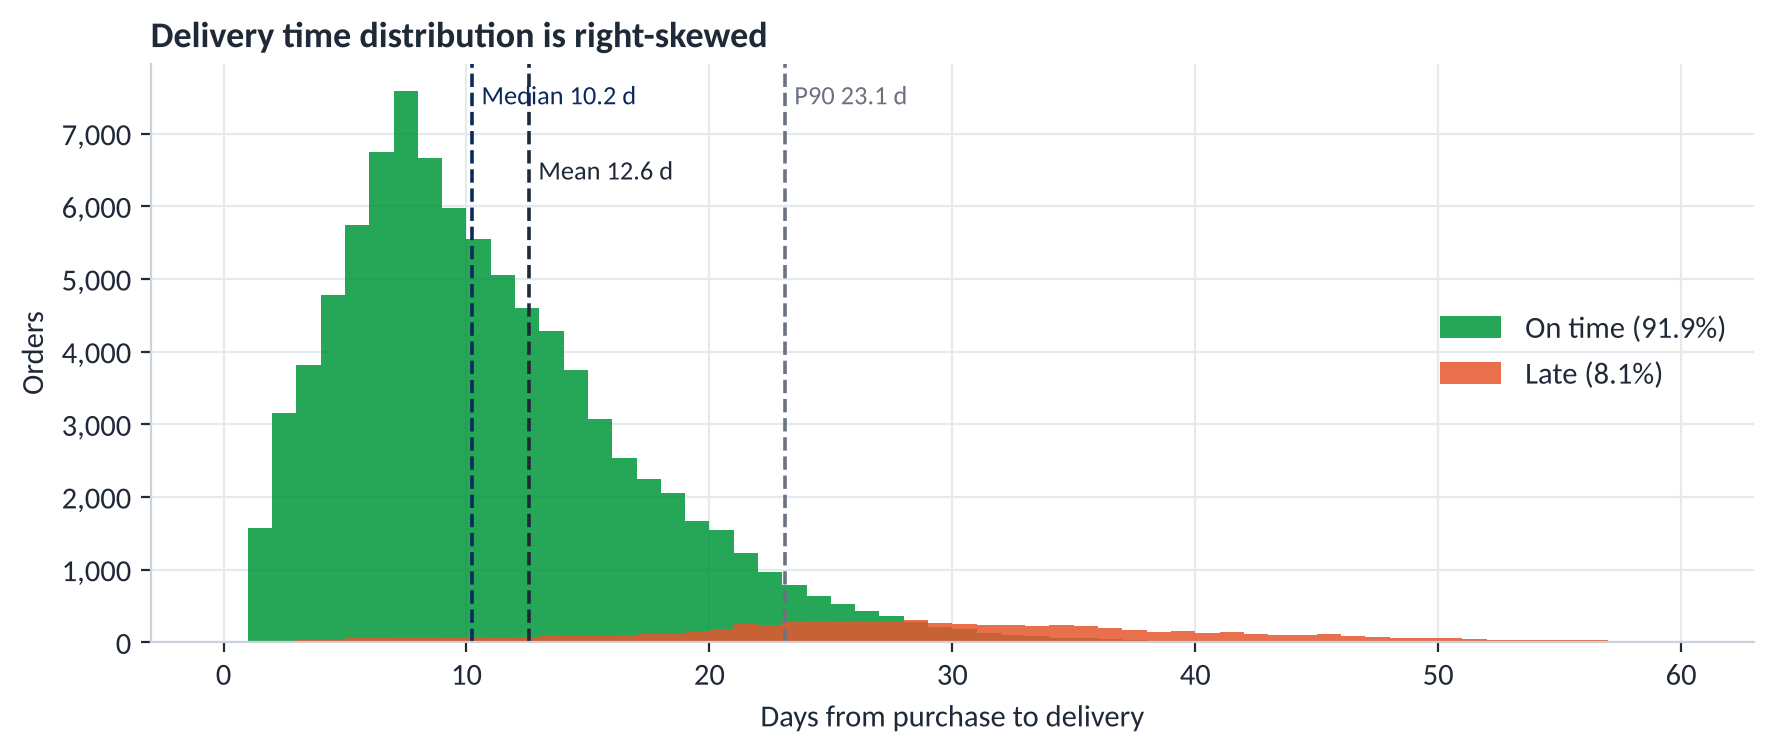 Delivery time distribution is right-skewed
Median 10.2 d
P90 23.1 d
Mean 12.6 d
Orders
7,000
6,000
5,000
4,000
3,000
2,000
1,000
0
On time (91.9%)
Late (8.1%)
0 10 20 30 40 50 60
Days from purchase to delivery